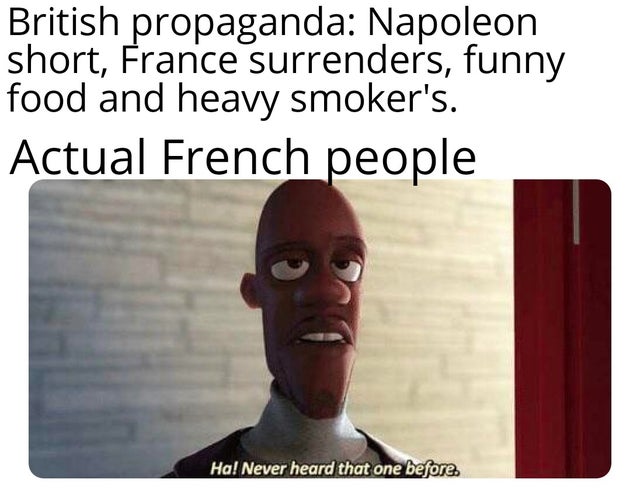 British propaganda: Napoleon
short, France surrenders, funny
food and heavy smoker's.
Actual French people
Ha! Never heard that one before.